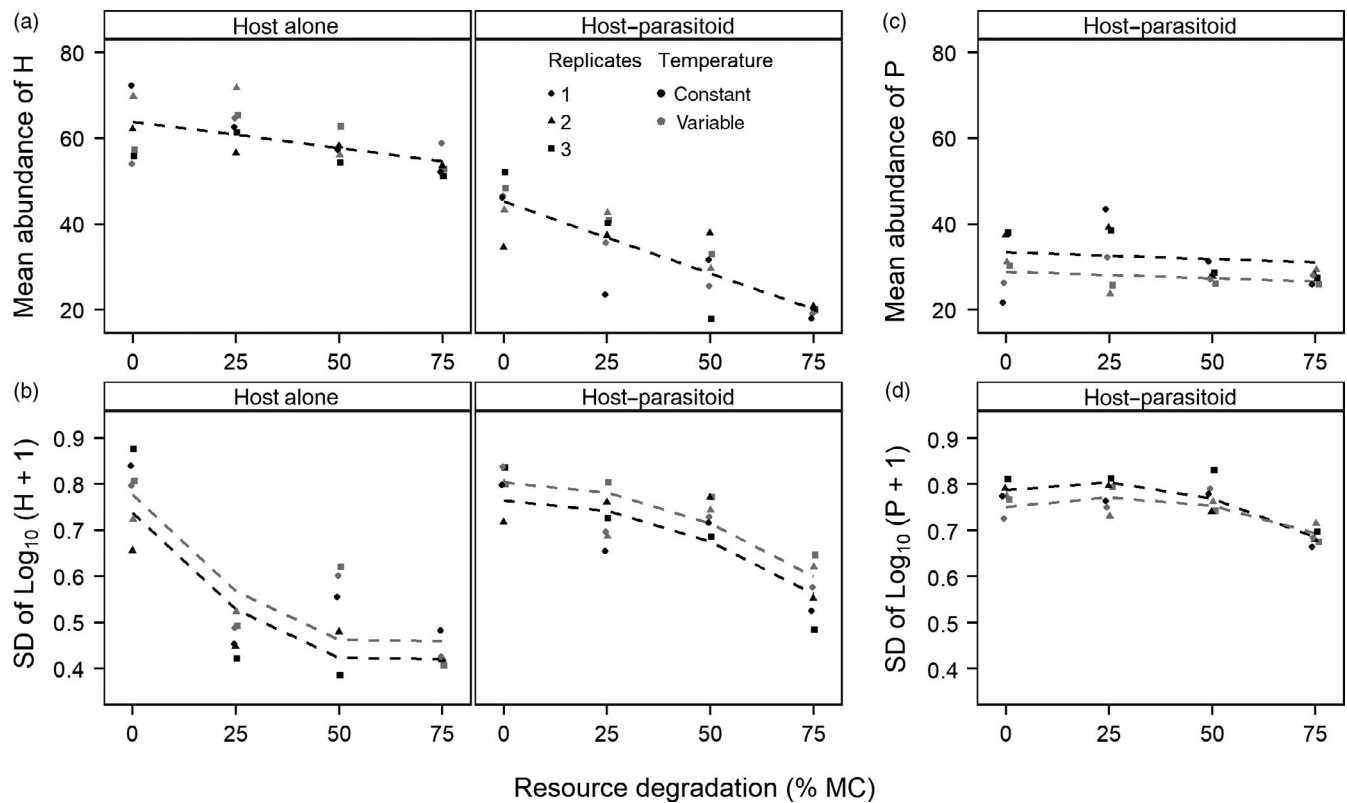 (a)
Host alone
Host–parasitoid
(c)
Host–parasitoid
Mean abundance of H
80
60
40
20
0 25 50 75
0 25 50 75
Replicates Temperature
1 Constant
2 Variable
3
Mean abundance of P
80
60
40
20
0 25 50 75
(b)
Host alone
Host–parasitoid
(d)
Host–parasitoid
SD of Log₁₀ (H + 1)
0.9
0.8
0.7
0.6
0.5
0.4
0 25 50 75
0 25 50 75
SD of Log₁₀ (P + 1)
0.9
0.8
0.7
0.6
0.5
0.4
0 25 50 75
Resource degradation (% MC)